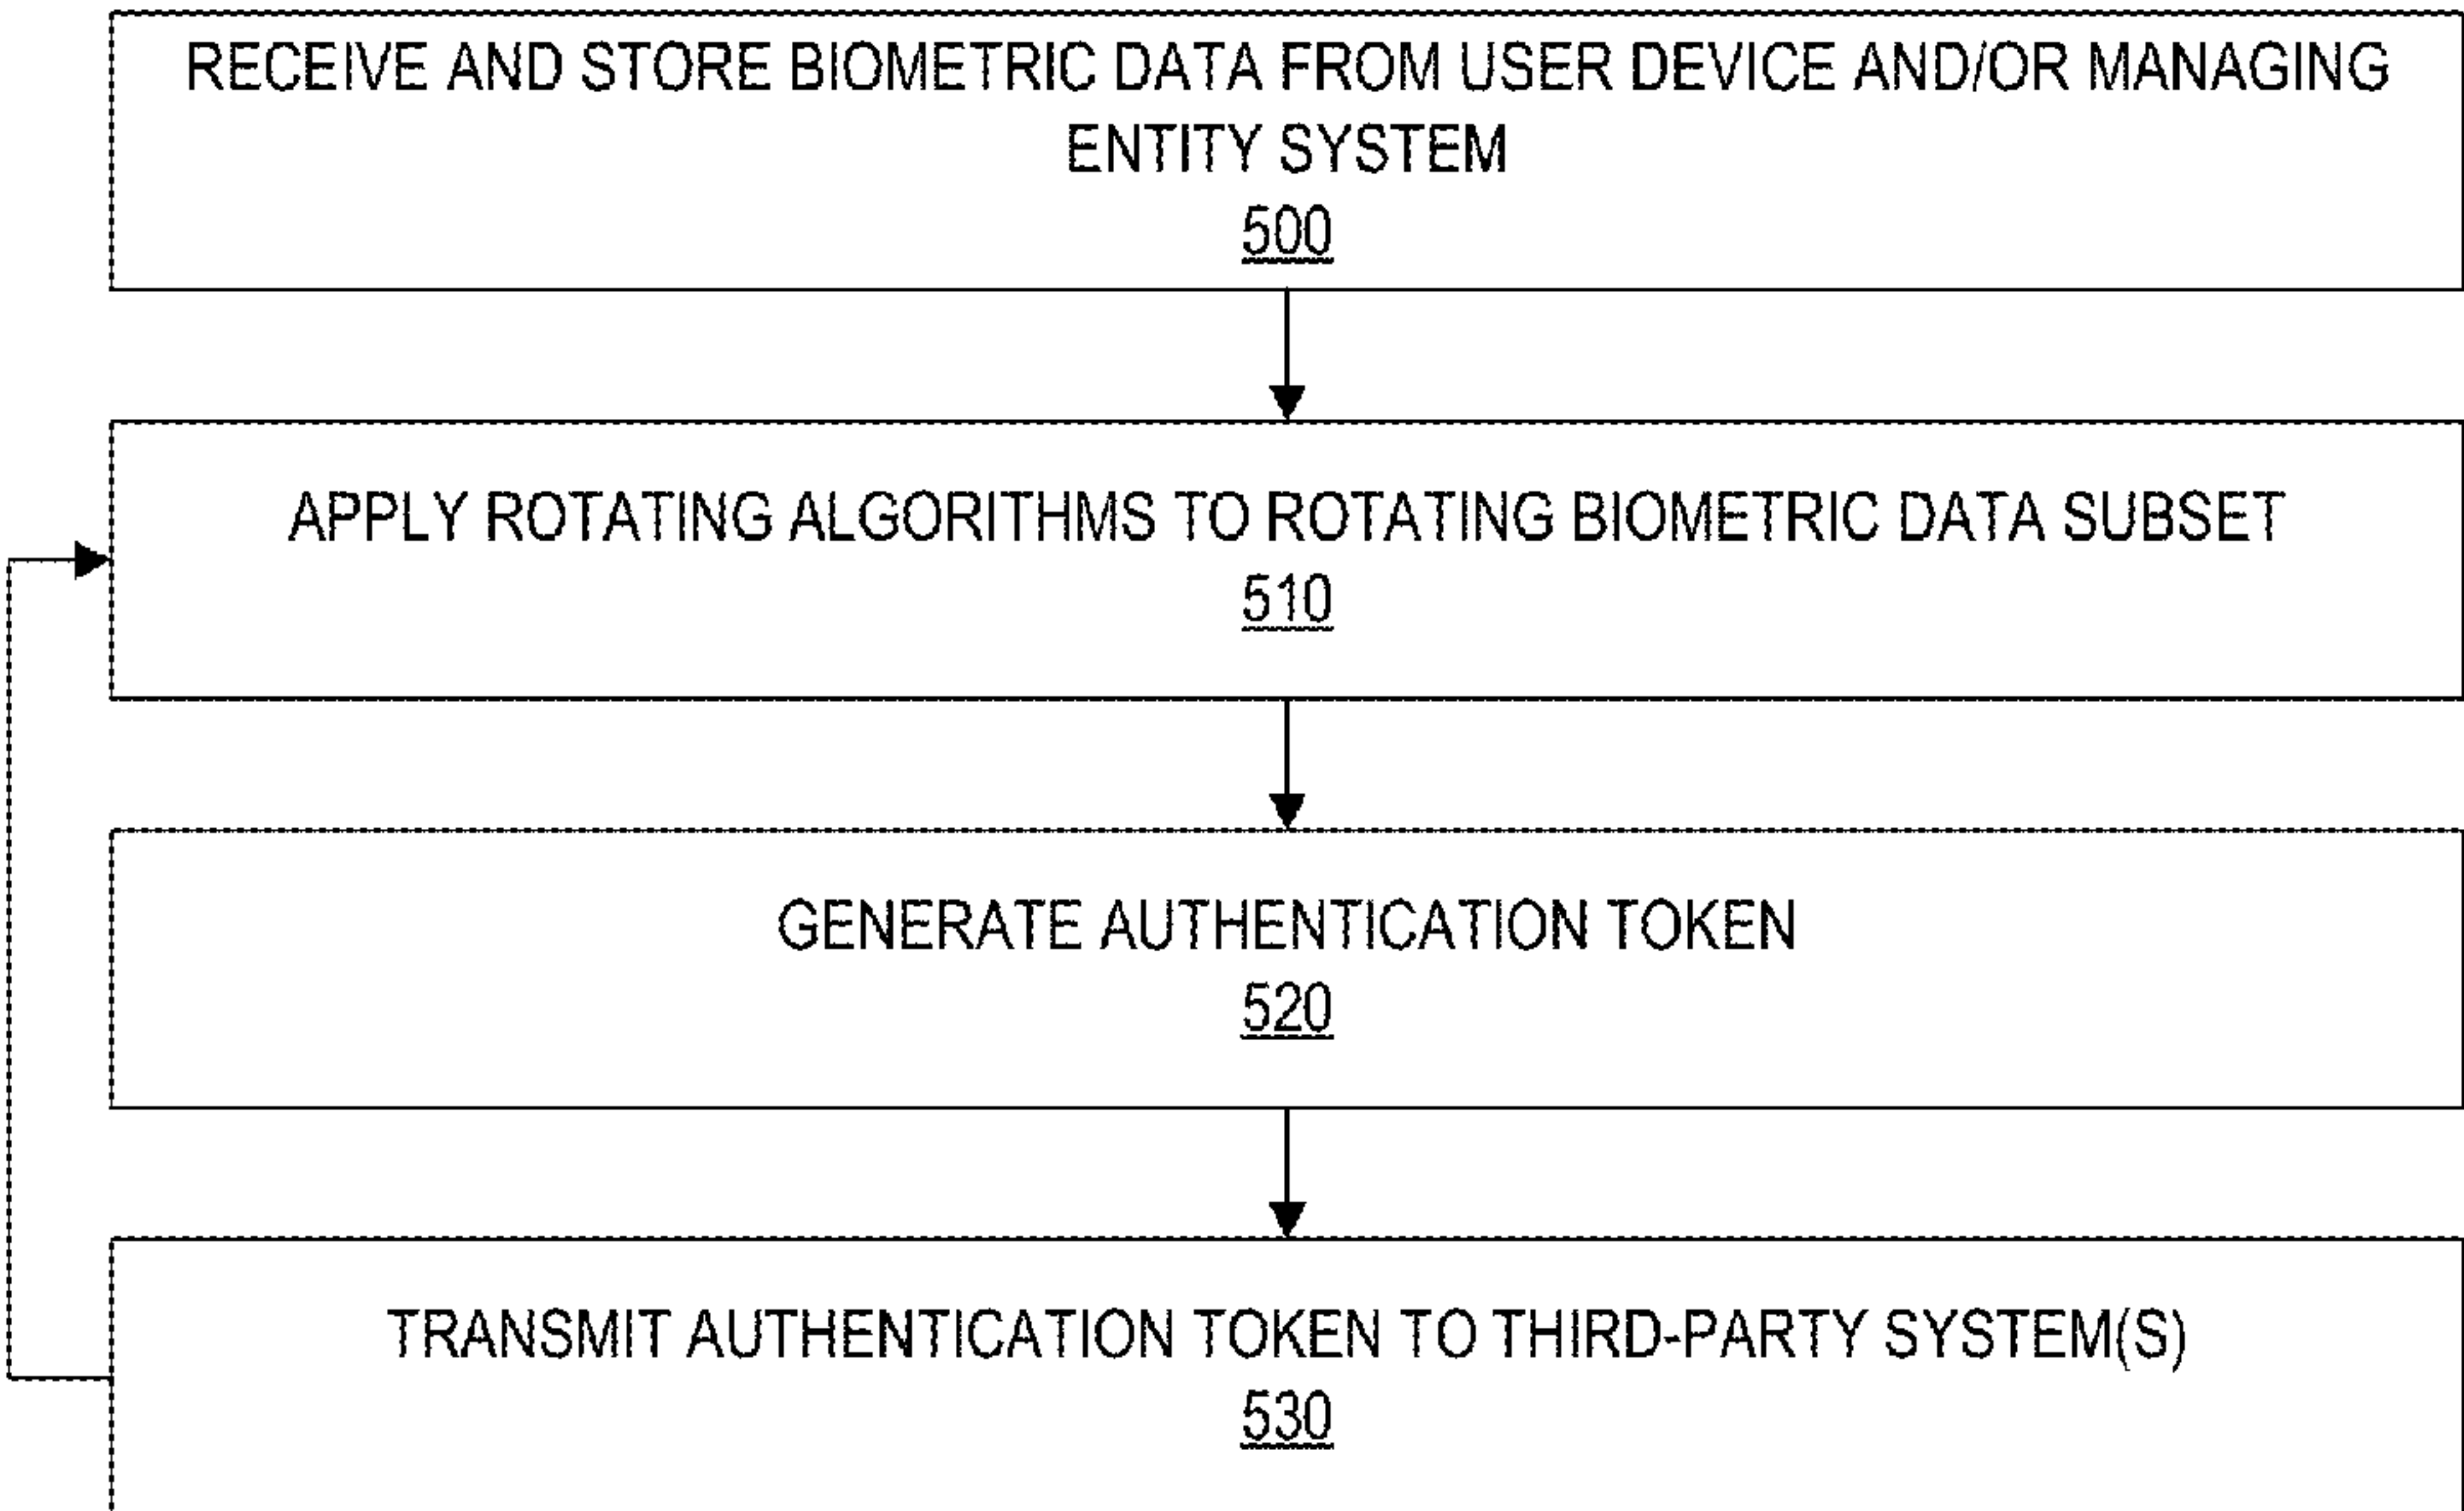 RECEIVE AND STORE BIOMETRIC DATA FROM USER DEVICE AND/OR MANAGING
ENTITY SYSTEM
500
APPLY ROTATING ALGORITHMS TO ROTATING BIOMETRIC DATA SUBSET
510
GENERATE AUTHENTICATION TOKEN
520
TRANSMIT AUTHENTICATION TOKEN TO THIRD-PARTY SYSTEM(S)
530